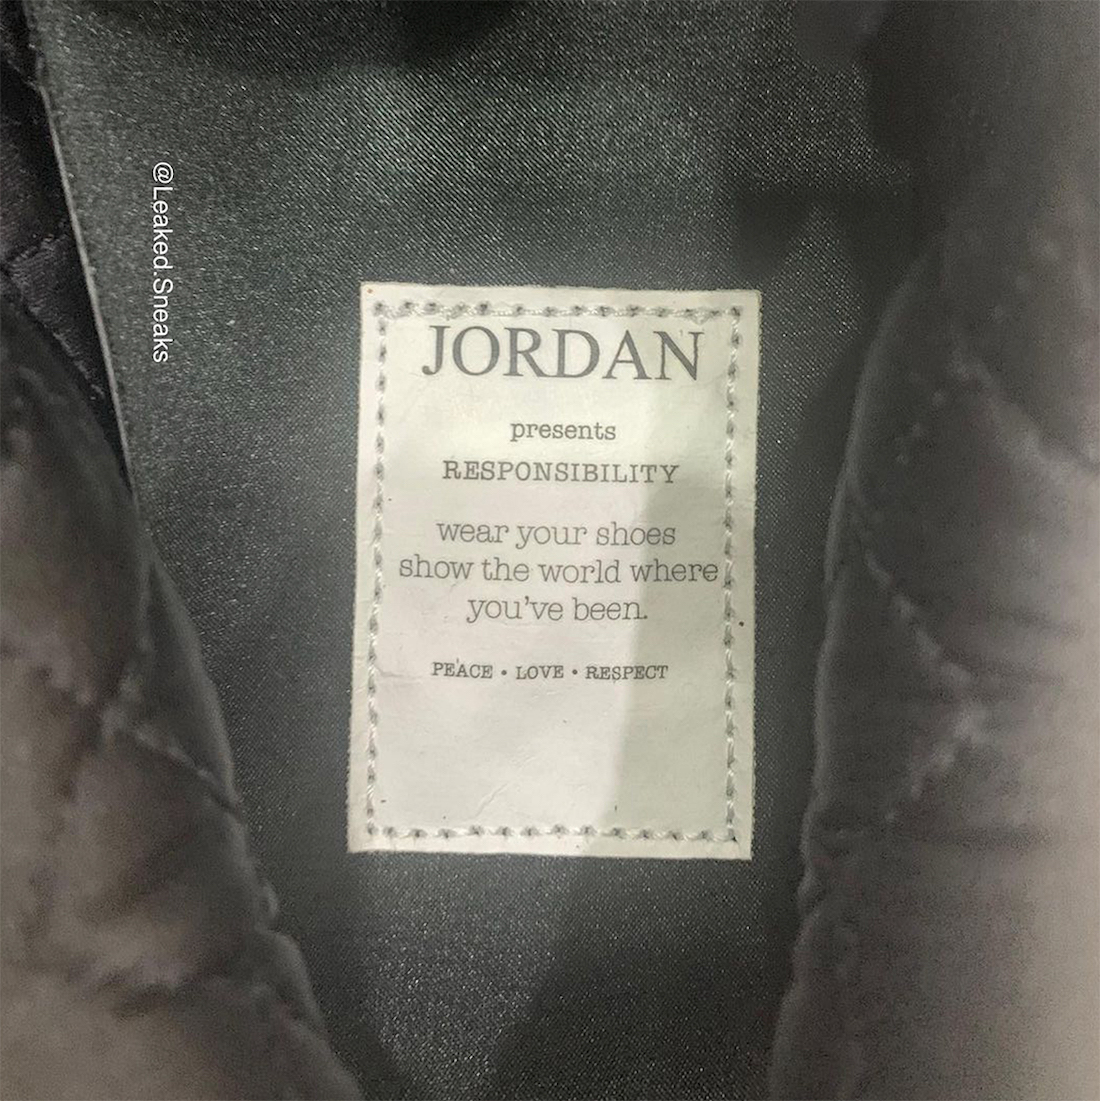 @Leaked.Sneaks
JORDAN
presents
RESPONSIBILITY
wear your shoes
show the world where
you've been.
PEACE • LOVE • RESPECT